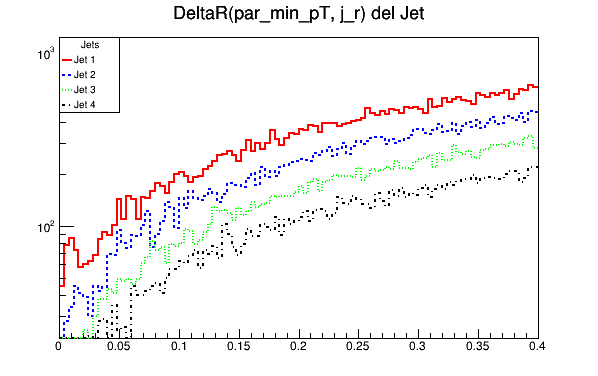 DeltaR(par_min_pT, j_r) del Jet
10³
Jets
Jet 1
Jet 2
Jet 3
Jet 4
10²
0 0.05 0.1 0.15 0.2 0.25 0.3 0.35 0.4